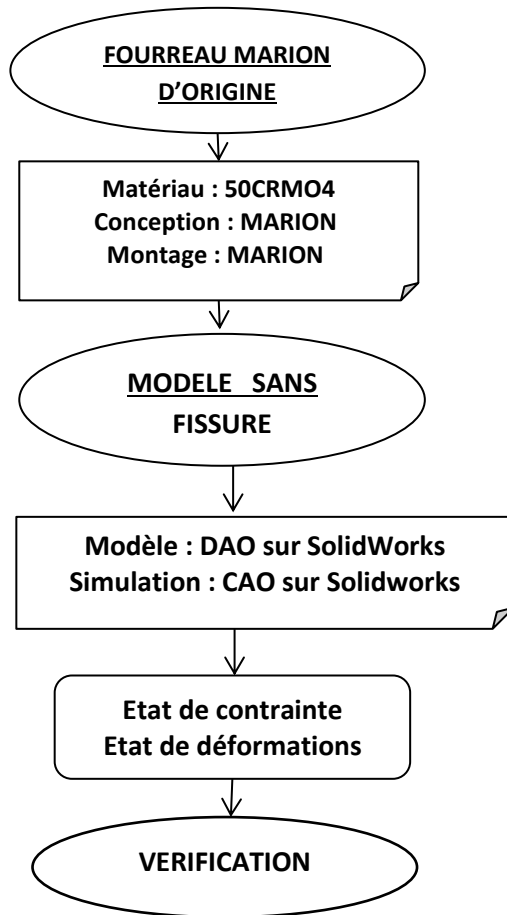 FOURREAU MARION
D’ORIGINE
Matériau : 50CRMO4
Conception : MARION
Montage : MARION
MODELE SANS
FISSURE
Modèle : DAO sur SolidWorks
Simulation : CAO sur Solidworks
Etat de contrainte
Etat de déformations
VERIFICATION